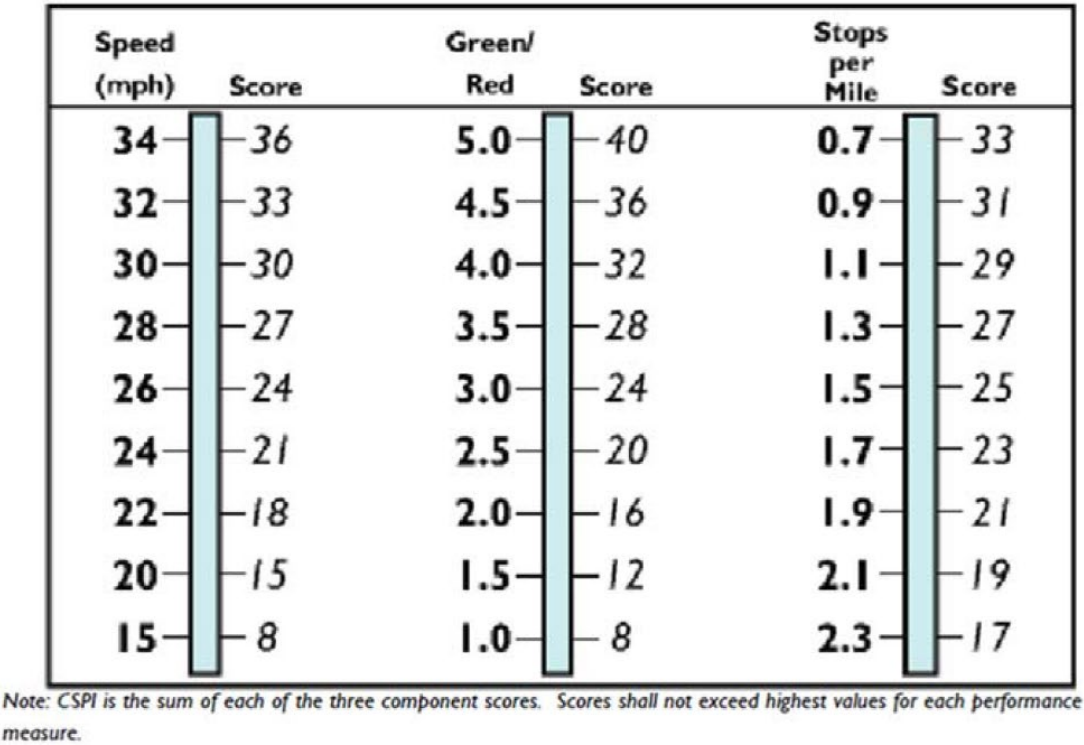 Speed (mph) Score Green/ Red Score Stops per Mile Score
34 36 5.0 40 0.7 33
32 33 4.5 36 0.9 31
30 30 4.0 32 1.1 29
28 27 3.5 28 1.3 27
26 24 3.0 24 1.5 25
24 21 2.5 20 1.7 23
22 18 2.0 16 1.9 21
20 15 1.5 12 2.1 19
15 8 1.0 8 2.3 17
Note: CSPI is the sum of each of the three component scores. Scores shall not exceed highest values for each performance
measure.